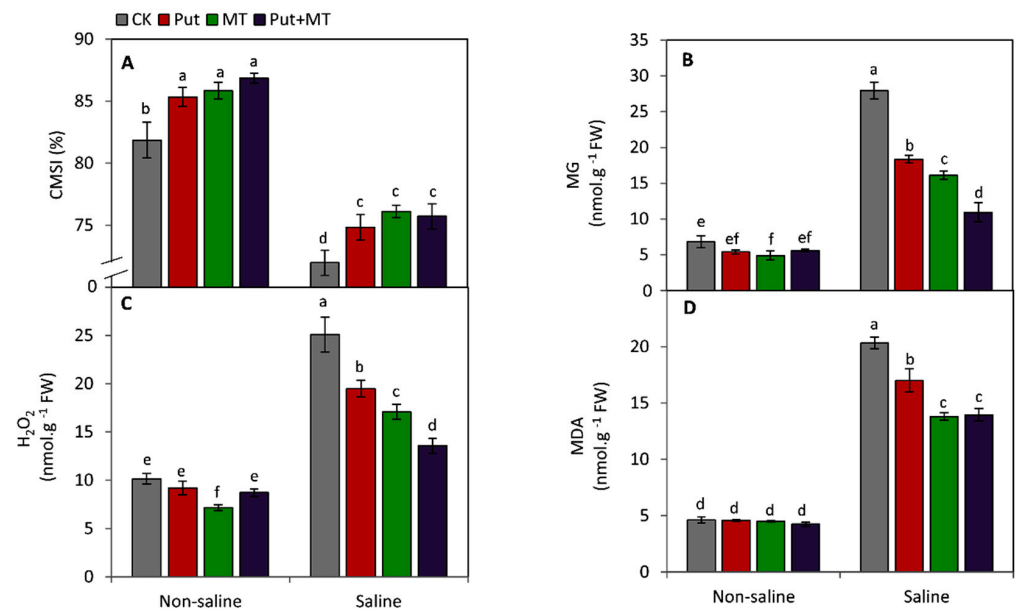 CK Put MT Put+MT
A
CMSI (%)
90
85
80
75
0
b a a a
d c c c
B
MG
(nmol.g⁻¹ FW)
35
30
25
20
15
10
5
0
e ef f ef
a b c d
C
H₂O₂
(nmol.g⁻¹ FW)
25
20
15
10
5
0
e e f e
a b c d
Non-saline Saline
D
MDA
(nmol.g⁻¹ FW)
20
15
10
5
0
d d d d
a b c c
Non-saline Saline